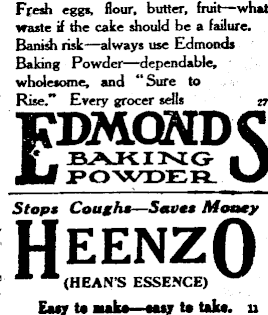 Fresh eggs, flour, butter, fruit—what
waste if the cake should be a failure.
Banish risk—always use Edmonds
Baking Powder—dependable,
wholesome, and "Sure to
Rise." Every grocer sells 27
EDMONDS
BAKING
POWDER
Stops Coughs—Saves Money
HEENZO
(HEAN'S ESSENCE)
Easy to make—easy to take. 11